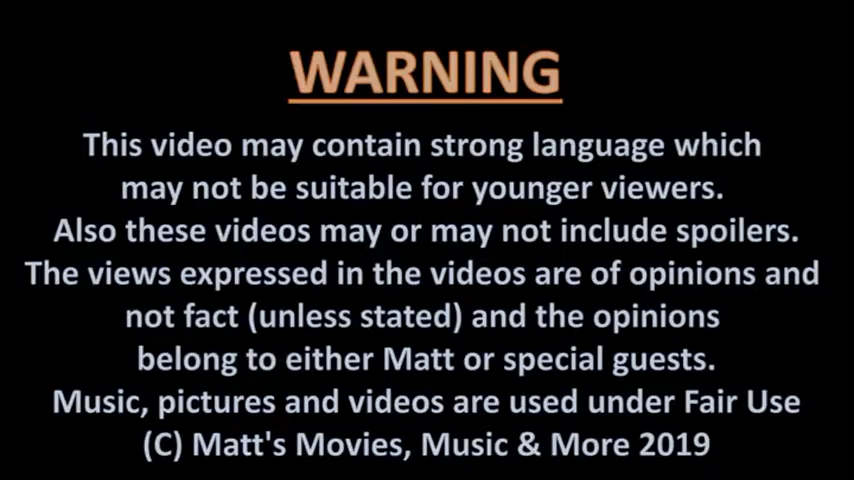 WARNING
This video may contain strong language which
may not be suitable for younger viewers.
Also these videos may or may not include spoilers.
The views expressed in the videos are of opinions and
not fact (unless stated) and the opinions
belong to either Matt or special guests.
Music, pictures and videos are used under Fair Use
(C) Matt's Movies, Music & More 2019